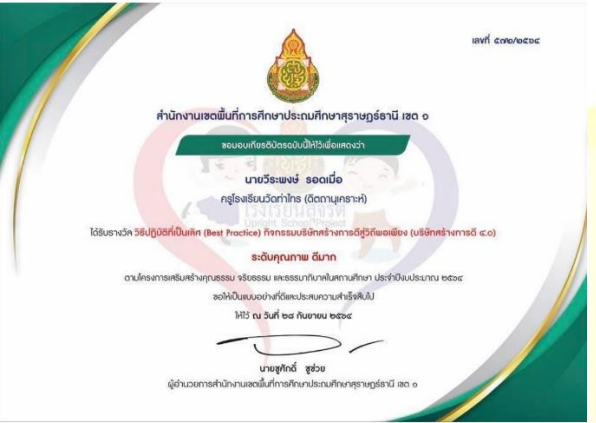 เลขที่ ๕๗๒/๒๕๖๔
สำนักงานเขตพื้นที่การศึกษาประถมศึกษาสุราษฎร์ธานี เขต ๑
ขอมอบเกียรติบัตรฉบับนี้ให้ไว้เพื่อแสดงว่า
นายวีระพงษ์ รอดเมื่อ
ครูโรงเรียนวัดท่าไทร (ดิตถานุเคราะห์)
โรงเรียนสุจริต
Upright School Project
ได้รับรางวัล วิธีปฏิบัติที่เป็นเลิศ (Best Practice) กิจกรรมบริษัทสร้างการดีสู่วิถีพอเพียง (บริษัทสร้างการดี ๔.๐)
ระดับคุณภาพ ดีมาก
ตามโครงการเสริมสร้างคุณธรรม จริยธรรม และธรรมาภิบาลในสถานศึกษา ประจำปีงบประมาณ ๒๕๖๔
ขอให้เป็นแบบอย่างที่ดีและประสบความสำเร็จสืบไป
ให้ไว้ ณ วันที่ ๒๘ กันยายน ๒๕๖๔
นายชูศักดิ์ ชูช่วย
ผู้อำนวยการสำนักงานเขตพื้นที่การศึกษาประถมศึกษาสุราษฎร์ธานี เขต ๑